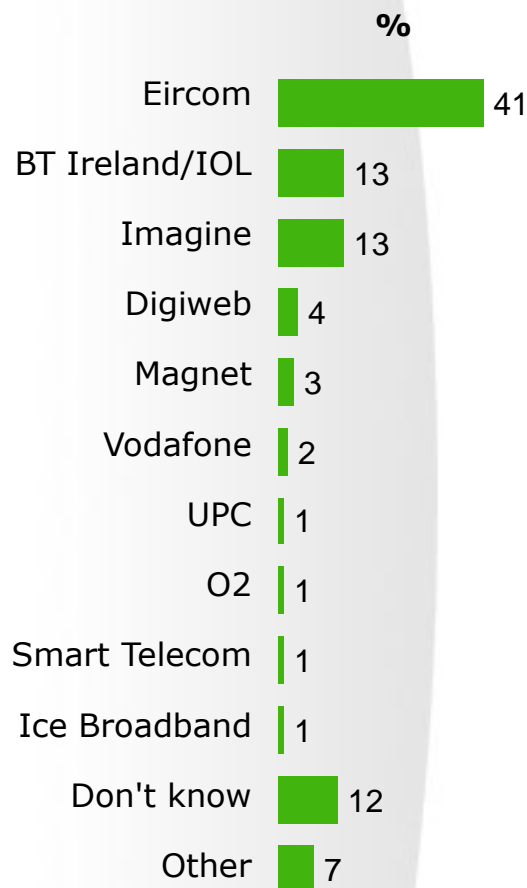 %
Eircom 41
BT Ireland/IOL 13
Imagine 13
Digiweb 4
Magnet 3
Vodafone 2
UPC 1
O2 1
Smart Telecom 1
Ice Broadband 1
Don't know 12
Other 7